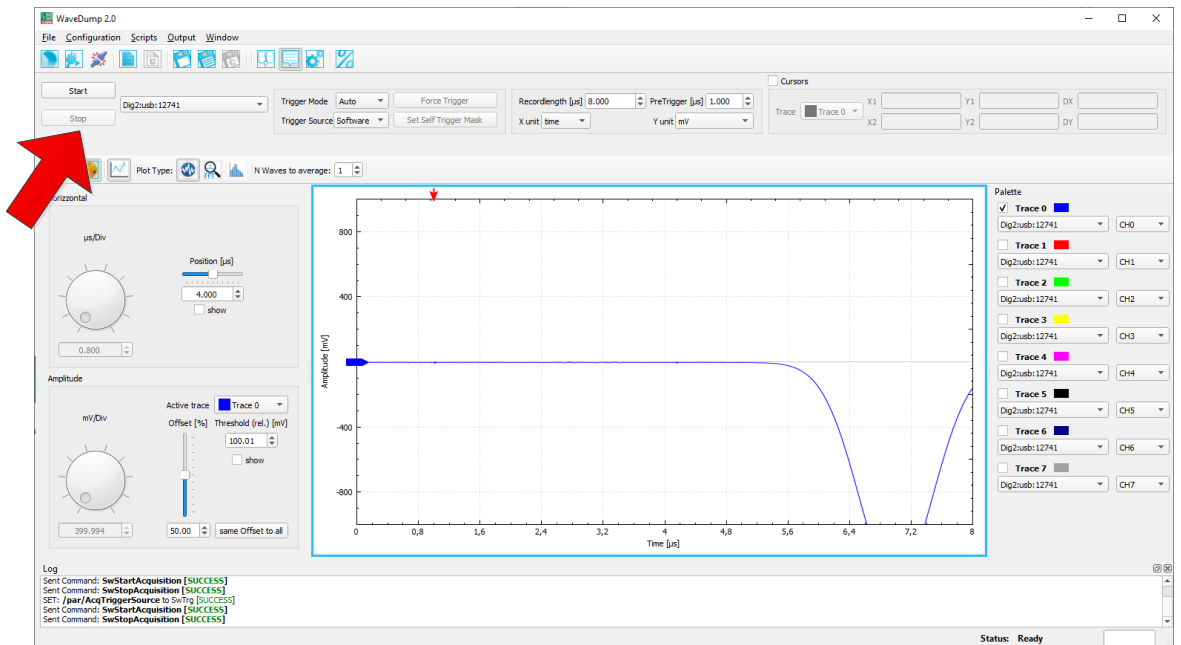 WaveDump 2.0
File Configuration Scripts Output Window
Start
Stop
Dig2:usb:12741
Trigger Mode Auto Force Trigger
Trigger Source Software Set Self Trigger Mask
Recordlength [µs] 8.000 PreTrigger [µs] 1.000
X unit time Y unit mV
Cursors
Trace Trace 0
X1 Y1 DX
X2 Y2 DY
Plot Type: FFT N Waves to average: 1
µs/Div
Position [µs]
4.000
show
0.800
Amplitude
mV/Div
Active trace Trace 0
Offset [%] Threshold (rel.) [mV]
100.01
show
399.994
50.00 same Offset to all
800
400
-400
-800
Amplitude [mV]
0 0,8 1,6 2,4 3,2 4 4,8 5,6 6,4 7,2 8
Time [µs]
Palette
Trace 0
Dig2:usb:12741 CH0
Trace 1
Dig2:usb:12741 CH1
Trace 2
Dig2:usb:12741 CH2
Trace 3
Dig2:usb:12741 CH3
Trace 4
Dig2:usb:12741 CH4
Trace 5
Dig2:usb:12741 CH5
Trace 6
Dig2:usb:12741 CH6
Trace 7
Dig2:usb:12741 CH7
Log
Sent Command: SwStartAcquisition [SUCCESS]
Sent Command: SwStopAcquisition [SUCCESS]
SET: /par/AcqTriggerSource to SwTrg [SUCCESS]
Sent Command: SwStartAcquisition [SUCCESS]
Sent Command: SwStopAcquisition [SUCCESS]
Status: Ready